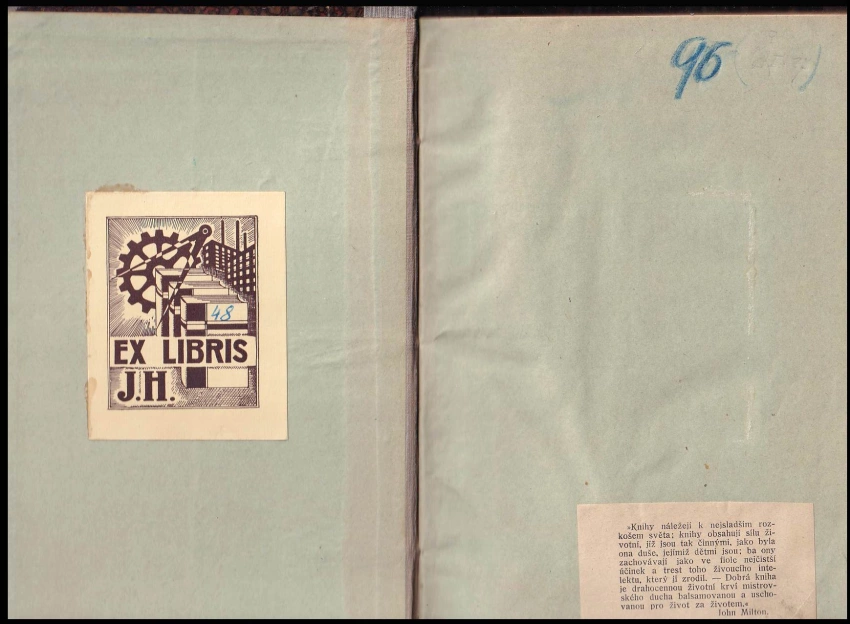 48
EX LIBRIS
J.H.
96
»Knihy náležejí k nejsladším roz-
košem světa; knihy obsahují sílu ži-
votní, jíž jsou tak činnými, jako byla
ona duše, jejímiž dětmi jsou; ba ony
zachovávají jako ve fiole nejčistší
účinek a tresť toho živoucího inte-
lektu, který jí zrodil. — Dobrá kniha
je drahocennou životní krví mistrov-
ského ducha balsamovanou a uscho-
vanou pro život za životem.«
John Milton.